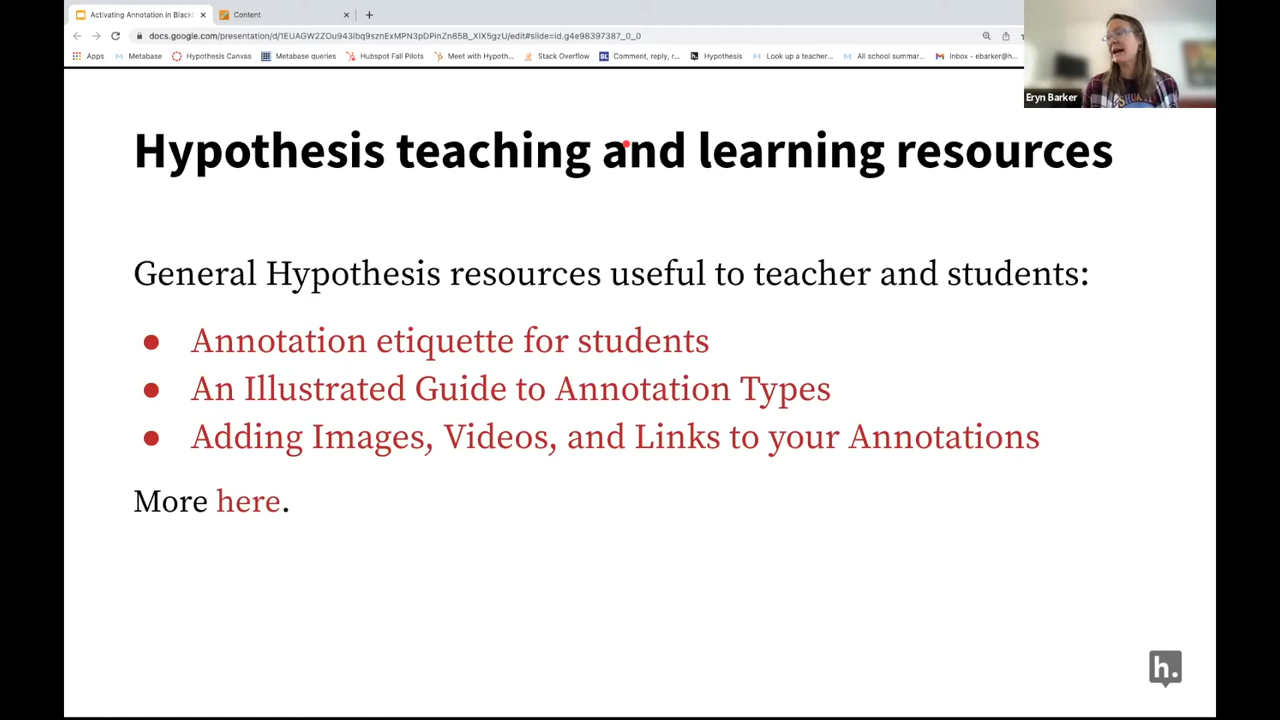 Activating Annotation in Black
Content
docs.google.com/presentation/d/1EUAGW2ZOu943lbq9sznExMPN3pDPinZn85B_XIX5gzU/edit#slide=id.g4e98397387_0_0
Apps Metabase Hypothesis Canvas Metabase queries Hubspot Fall Pilots Meet with Hypoth... Stack Overflow Comment, reply, r... Hypothesis Look up a teacher... All school summar... Inbox - ebarker@h...
Eryn Barker
Hypothesis teaching and learning resources
General Hypothesis resources useful to teacher and students:
● Annotation etiquette for students
● An Illustrated Guide to Annotation Types
● Adding Images, Videos, and Links to your Annotations
More here.
h.